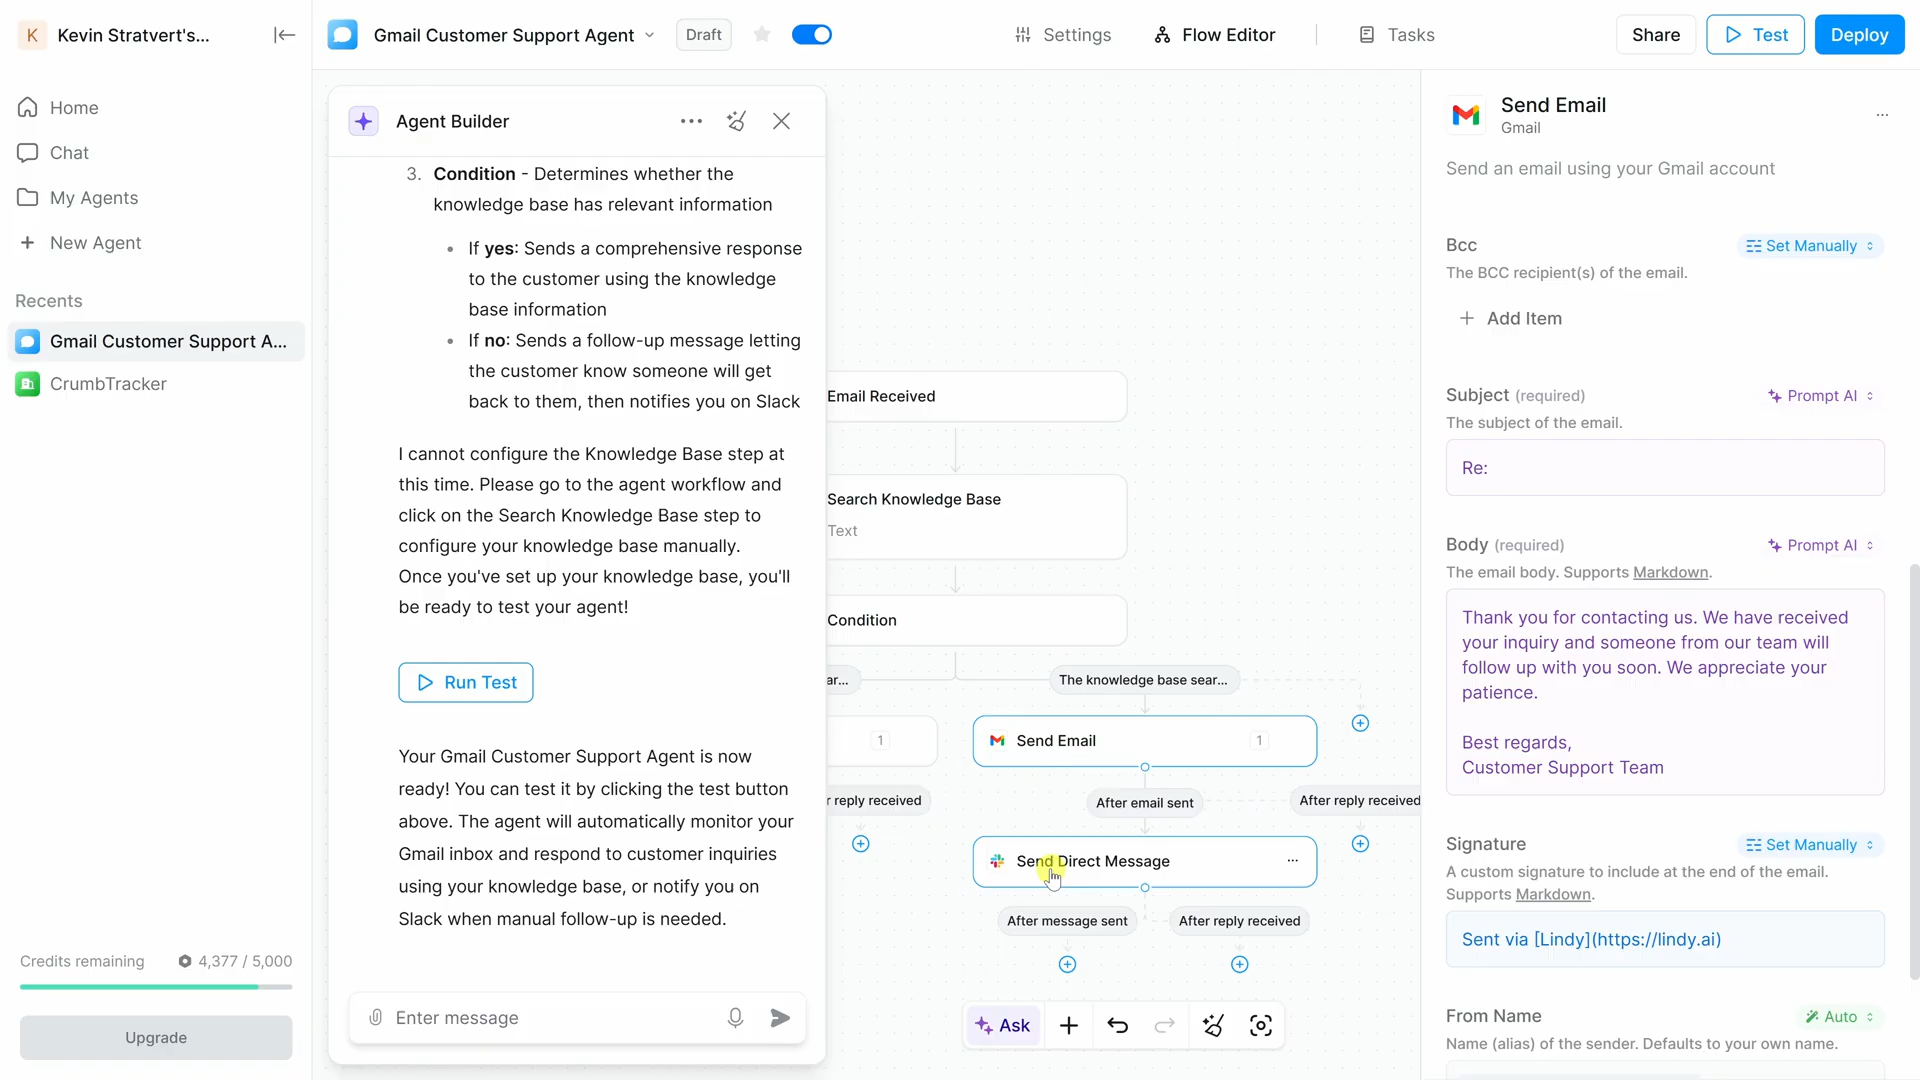 K
Kevin Stratvert's...
Home
Chat
My Agents
New Agent
Recents
Gmail Customer Support A...
CrumbTracker
Credits remaining
4,377 / 5,000
Upgrade
Gmail Customer Support Agent
Draft
Settings
Flow Editor
Tasks
Share
Test
Deploy
Agent Builder
3. Condition - Determines whether the
knowledge base has relevant information
• If yes: Sends a comprehensive response
to the customer using the knowledge
base information
• If no: Sends a follow-up message letting
the customer know someone will get
back to them, then notifies you on Slack
I cannot configure the Knowledge Base step at
this time. Please go to the agent workflow and
click on the Search Knowledge Base step to
configure your knowledge base manually.
Once you've set up your knowledge base, you'll
be ready to test your agent!
Run Test
Your Gmail Customer Support Agent is now
ready! You can test it by clicking the test button
above. The agent will automatically monitor your
Gmail inbox and respond to customer inquiries
using your knowledge base, or notify you on
Slack when manual follow-up is needed.
Enter message
Email Received
Search Knowledge Base
Text
Condition
ar...
The knowledge base sear...
1
Send Email
1
r reply received
After email sent
After reply received
Send Direct Message
After message sent
After reply received
Ask
Send Email
Gmail
Send an email using your Gmail account
Bcc
Set Manually
The BCC recipient(s) of the email.
Add Item
Subject (required)
Prompt AI
The subject of the email.
Re:
Body (required)
Prompt AI
The email body. Supports Markdown.
Thank you for contacting us. We have received
your inquiry and someone from our team will
follow up with you soon. We appreciate your
patience.
Best regards,
Customer Support Team
Signature
Set Manually
A custom signature to include at the end of the email.
Supports Markdown.
Sent via [Lindy](https://lindy.ai)
From Name
Auto
Name (alias) of the sender. Defaults to your own name.